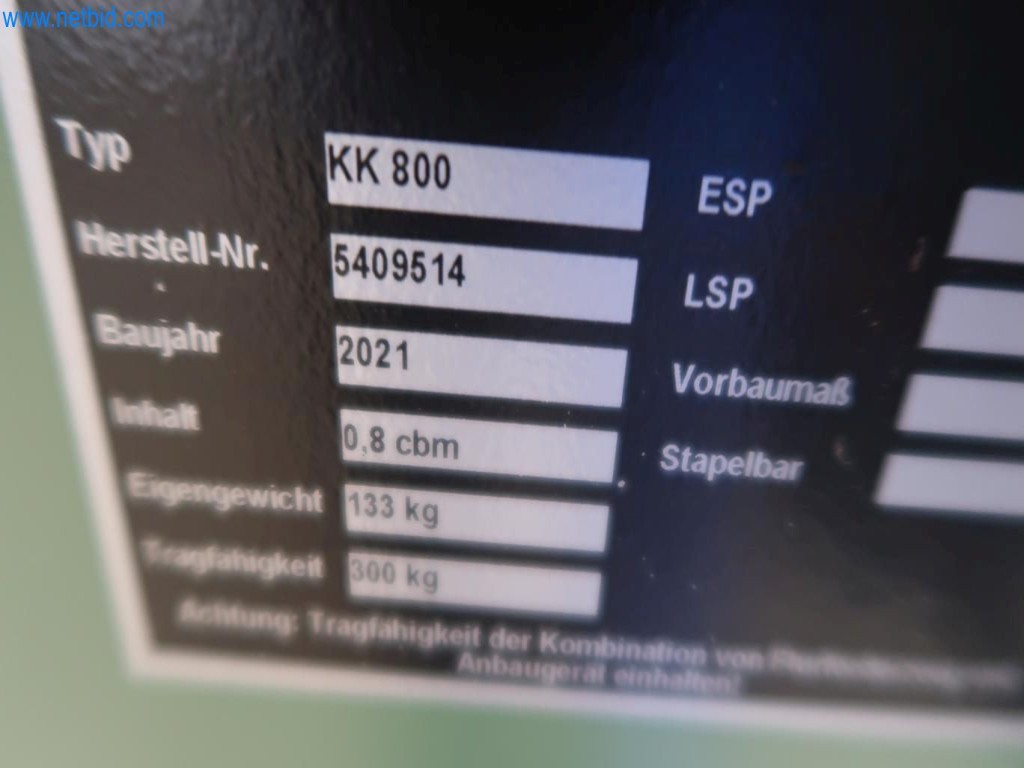 www.netbid.com
Typ KK 800 ESP
Herstell-Nr. 5409514 LSP
Baujahr 2021 Vorbaumaß
Inhalt 0,8 cbm Stapelbar
Eigengewicht 133 kg
Tragfähigkeit 300 kg
Achtung: Tragfähigkeit der Kombination von
Anbaugerät einhalten!